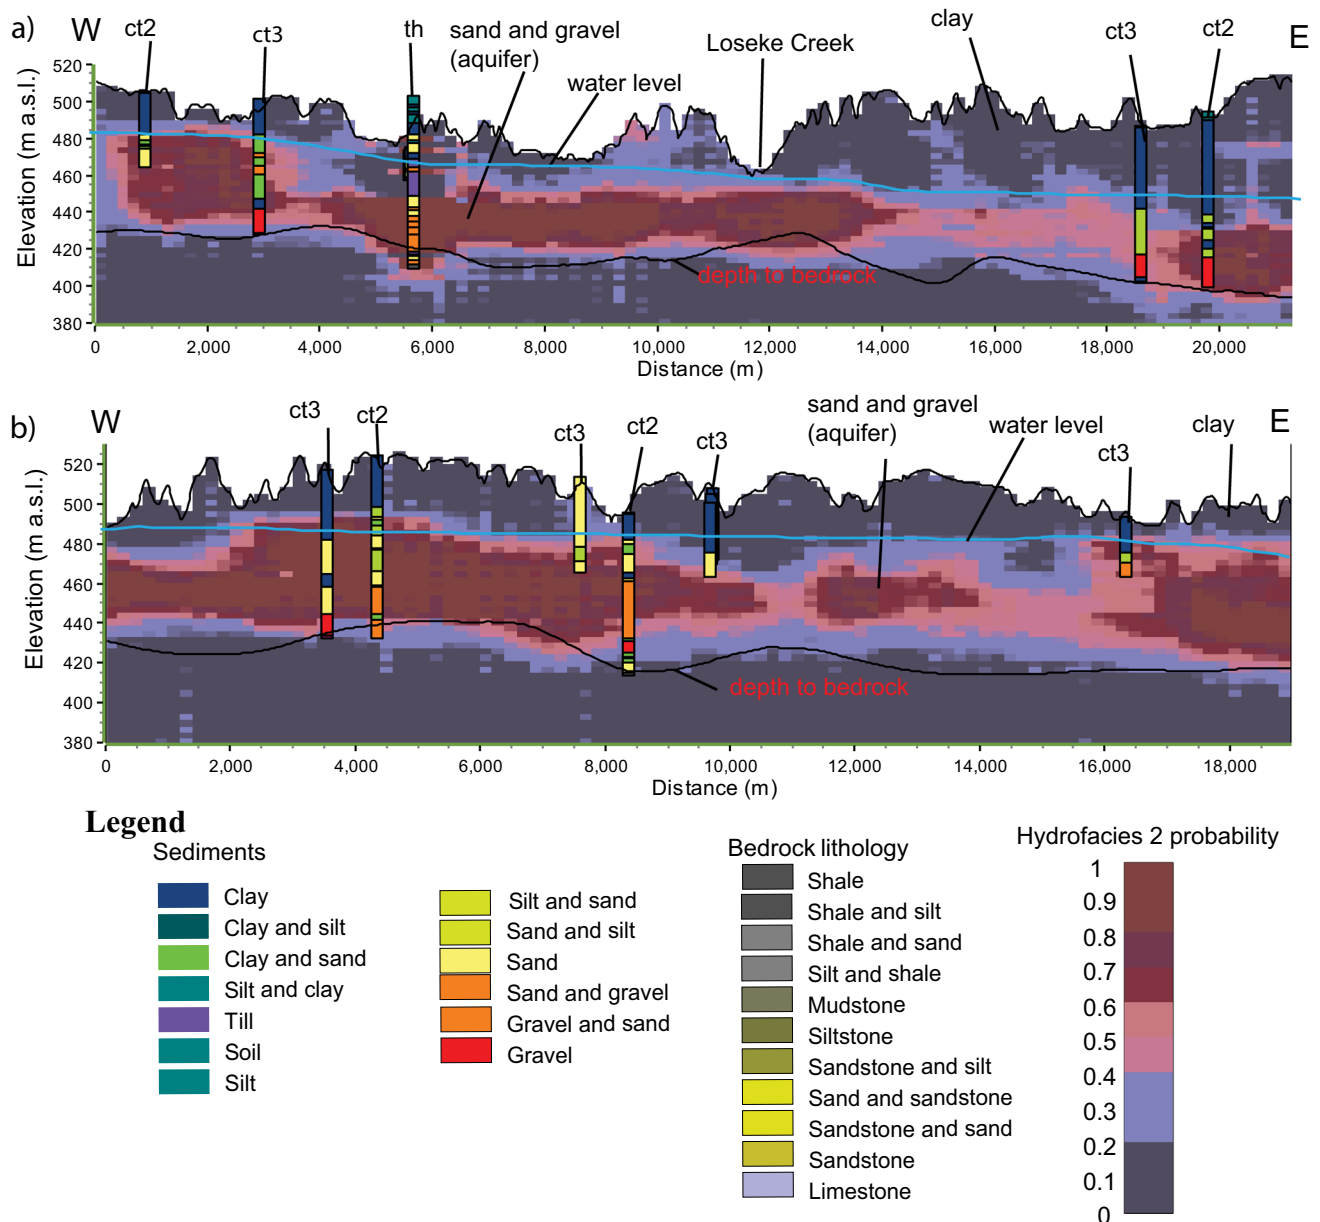 a)
W
ct2
ct3
th
sand and gravel
(aquifer)
water level
Loseke Creek
clay
ct3
ct2
E
Elevation (m a.s.l.)
520
500
480
460
440
420
400
380
depth to bedrock
0 2,000 4,000 6,000 8,000 10,000 12,000 14,000 16,000 18,000 20,000
Distance (m)
b)
W
ct3
ct2
ct3
ct2
ct3
sand and gravel
(aquifer)
water level
ct3
clay
E
Elevation (m a.s.l.)
520
500
480
460
440
420
400
380
depth to bedrock
0 2,000 4,000 6,000 8,000 10,000 12,000 14,000 16,000 18,000
Distance (m)
Legend
Sediments
Clay
Clay and silt
Clay and sand
Silt and clay
Till
Soil
Silt
Silt and sand
Sand and silt
Sand
Sand and gravel
Gravel and sand
Gravel
Bedrock lithology
Shale
Shale and silt
Shale and sand
Silt and shale
Mudstone
Siltstone
Sandstone and silt
Sand and sandstone
Sandstone and sand
Sandstone
Limestone
Hydrofacies 2 probability
1
0.9
0.8
0.7
0.6
0.5
0.4
0.3
0.2
0.1
0